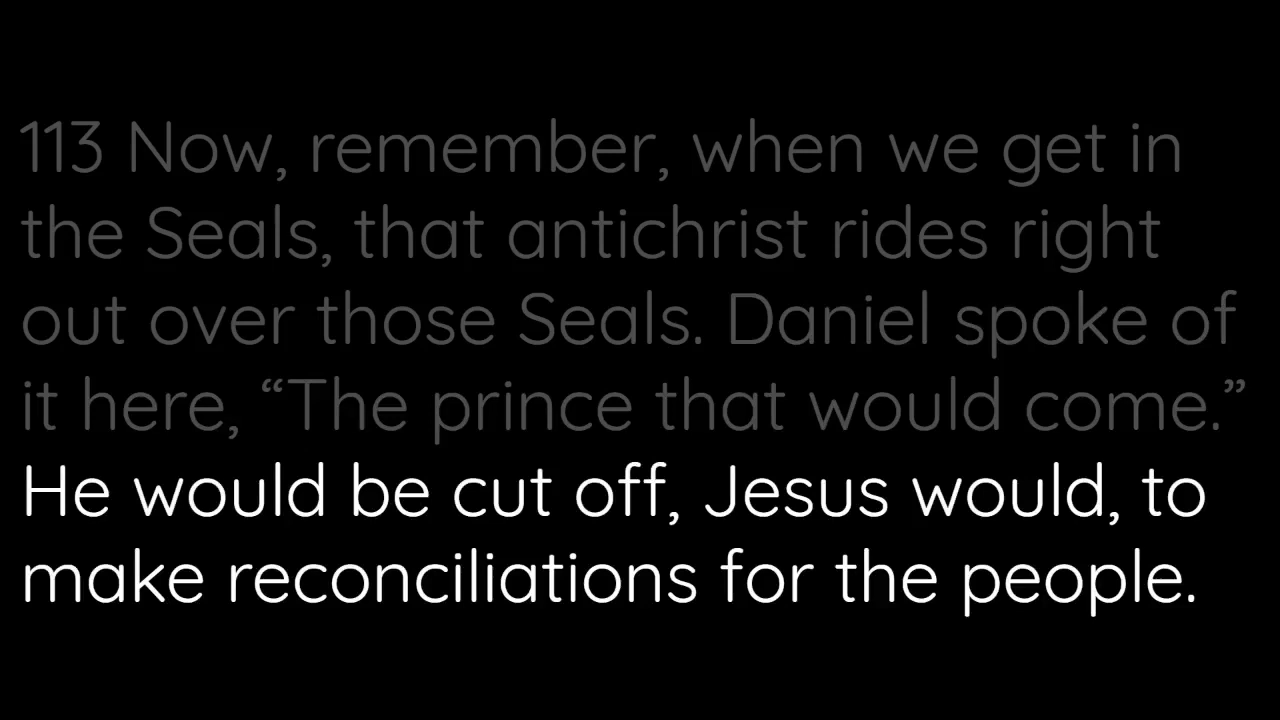 113 Now, remember, when we get in
the Seals, that antichrist rides right
out over those Seals. Daniel spoke of
it here, “The prince that would come.”
He would be cut off, Jesus would, to
make reconciliations for the people.